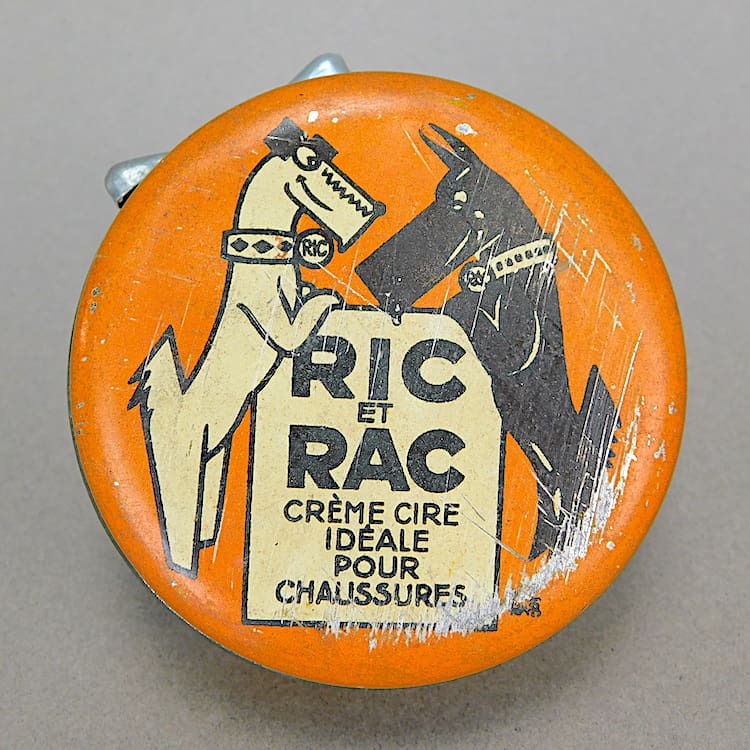 RIC
RIC
ET
RAC
CRÈME CIRE
IDÉALE
POUR
CHAUSSURES